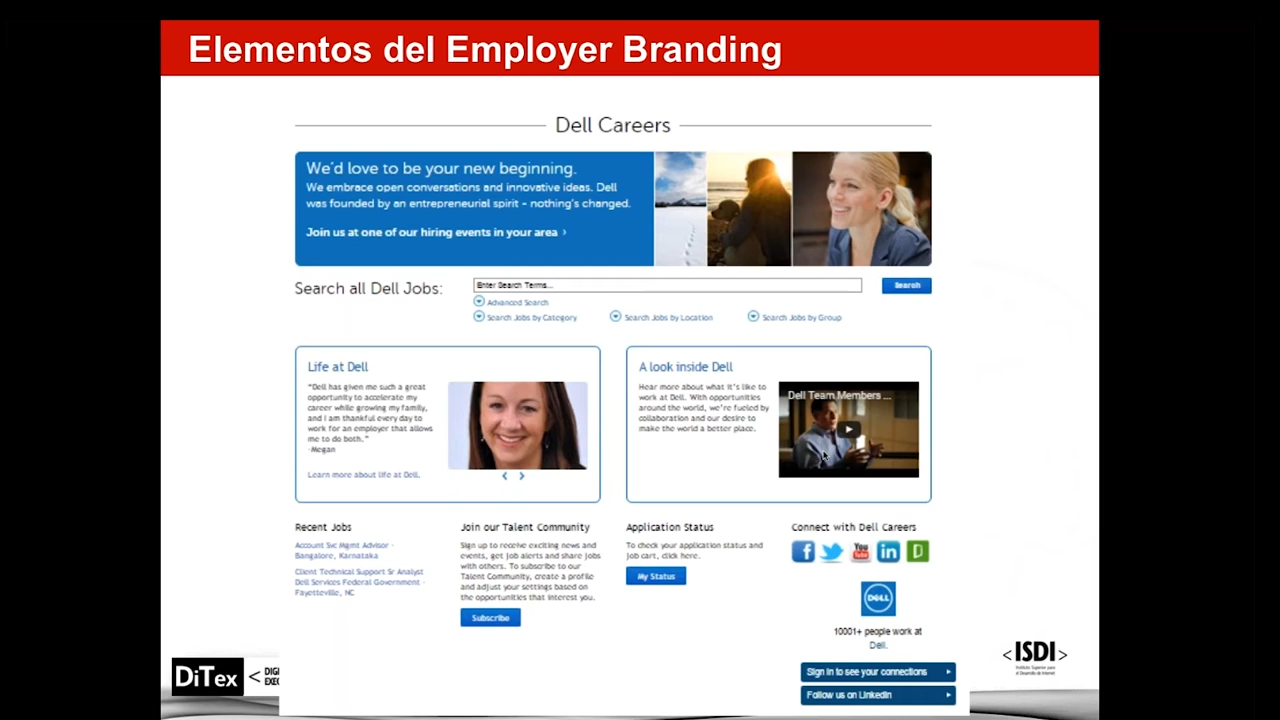 Elementos del Employer Branding
Dell Careers
We'd love to be your new beginning.
We embrace open conversations and innovative ideas. Dell
was founded by an entrepreneurial spirit - nothing's changed.
Join us at one of our hiring events in your area ›
Search all Dell Jobs:
Enter Search Terms...
Search
Advanced Search
Search Jobs by Category
Search Jobs by Location
Search Jobs by Group
Life at Dell
"Dell has given me such a great
opportunity to accelerate my
career while growing my family,
and I am thankful every day to
work for an employer that allows
me to do both."
-Megan
Learn more about life at Dell.
A look inside Dell
Hear more about what it's like to
work at Dell. With opportunities
around the world, we're fueled by
collaboration and our desire to
make the world a better place.
Dell Team Members ...
Recent Jobs
Account Svc Mgmt Advisor -
Bangalore, Karnataka
Client Technical Support Sr Analyst
Dell Services Federal Government -
Fayetteville, NC
Join our Talent Community
Sign up to receive exciting news and
events, get job alerts and share jobs
with others. To subscribe to our
Talent Community, create a profile
and adjust your settings based on
the opportunities that interest you.
Subscribe
Application Status
To check your application status and
job cart, click here.
My Status
Connect with Dell Careers
f
You Tube
in
D
DELL
10001+ people work at
Dell.
Sign in to see your connections
Follow us on LinkedIn
DiTex
<
DIG
EXEC
<ISDI>
Instituto Superior para
el Desarrollo de Internet